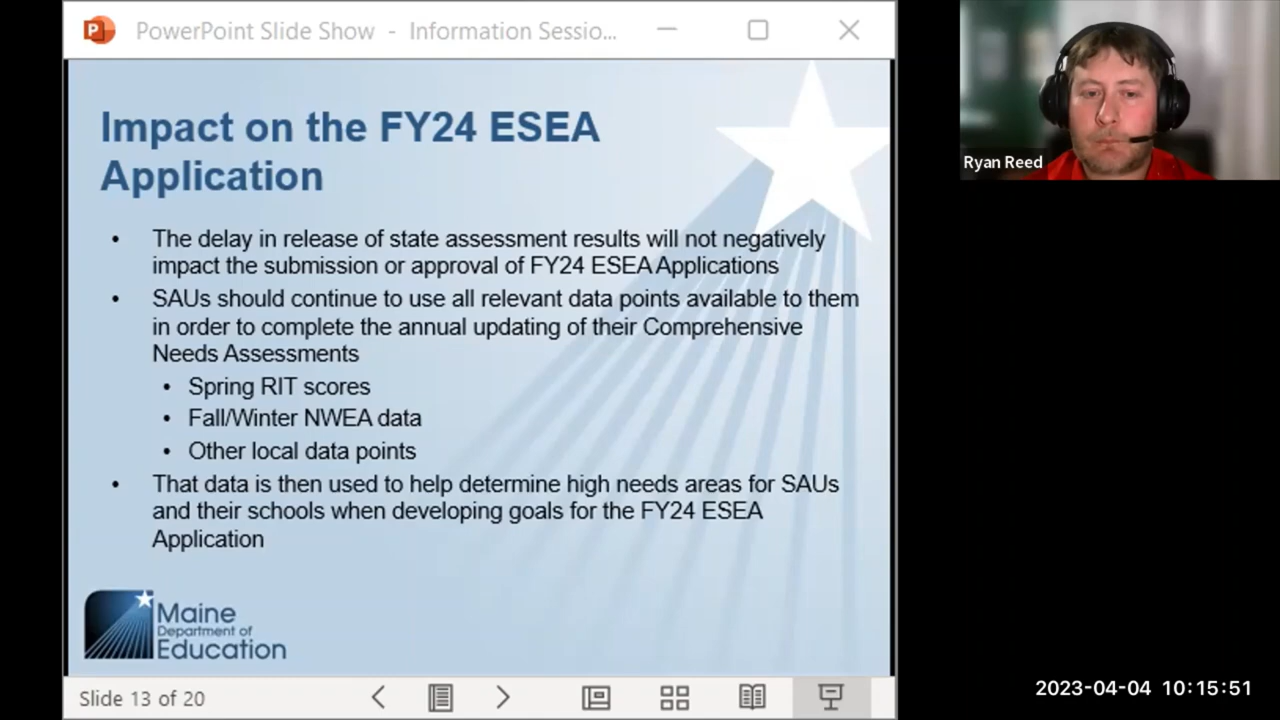 PowerPoint Slide Show - Information Sessio...
Impact on the FY24 ESEA
Application
• The delay in release of state assessment results will not negatively
impact the submission or approval of FY24 ESEA Applications
• SAUs should continue to use all relevant data points available to them
in order to complete the annual updating of their Comprehensive
Needs Assessments
• Spring RIT scores
• Fall/Winter NWEA data
• Other local data points
• That data is then used to help determine high needs areas for SAUs
and their schools when developing goals for the FY24 ESEA
Application
Maine
Department of
Education
Slide 13 of 20
Ryan Reed
2023-04-04 10:15:51